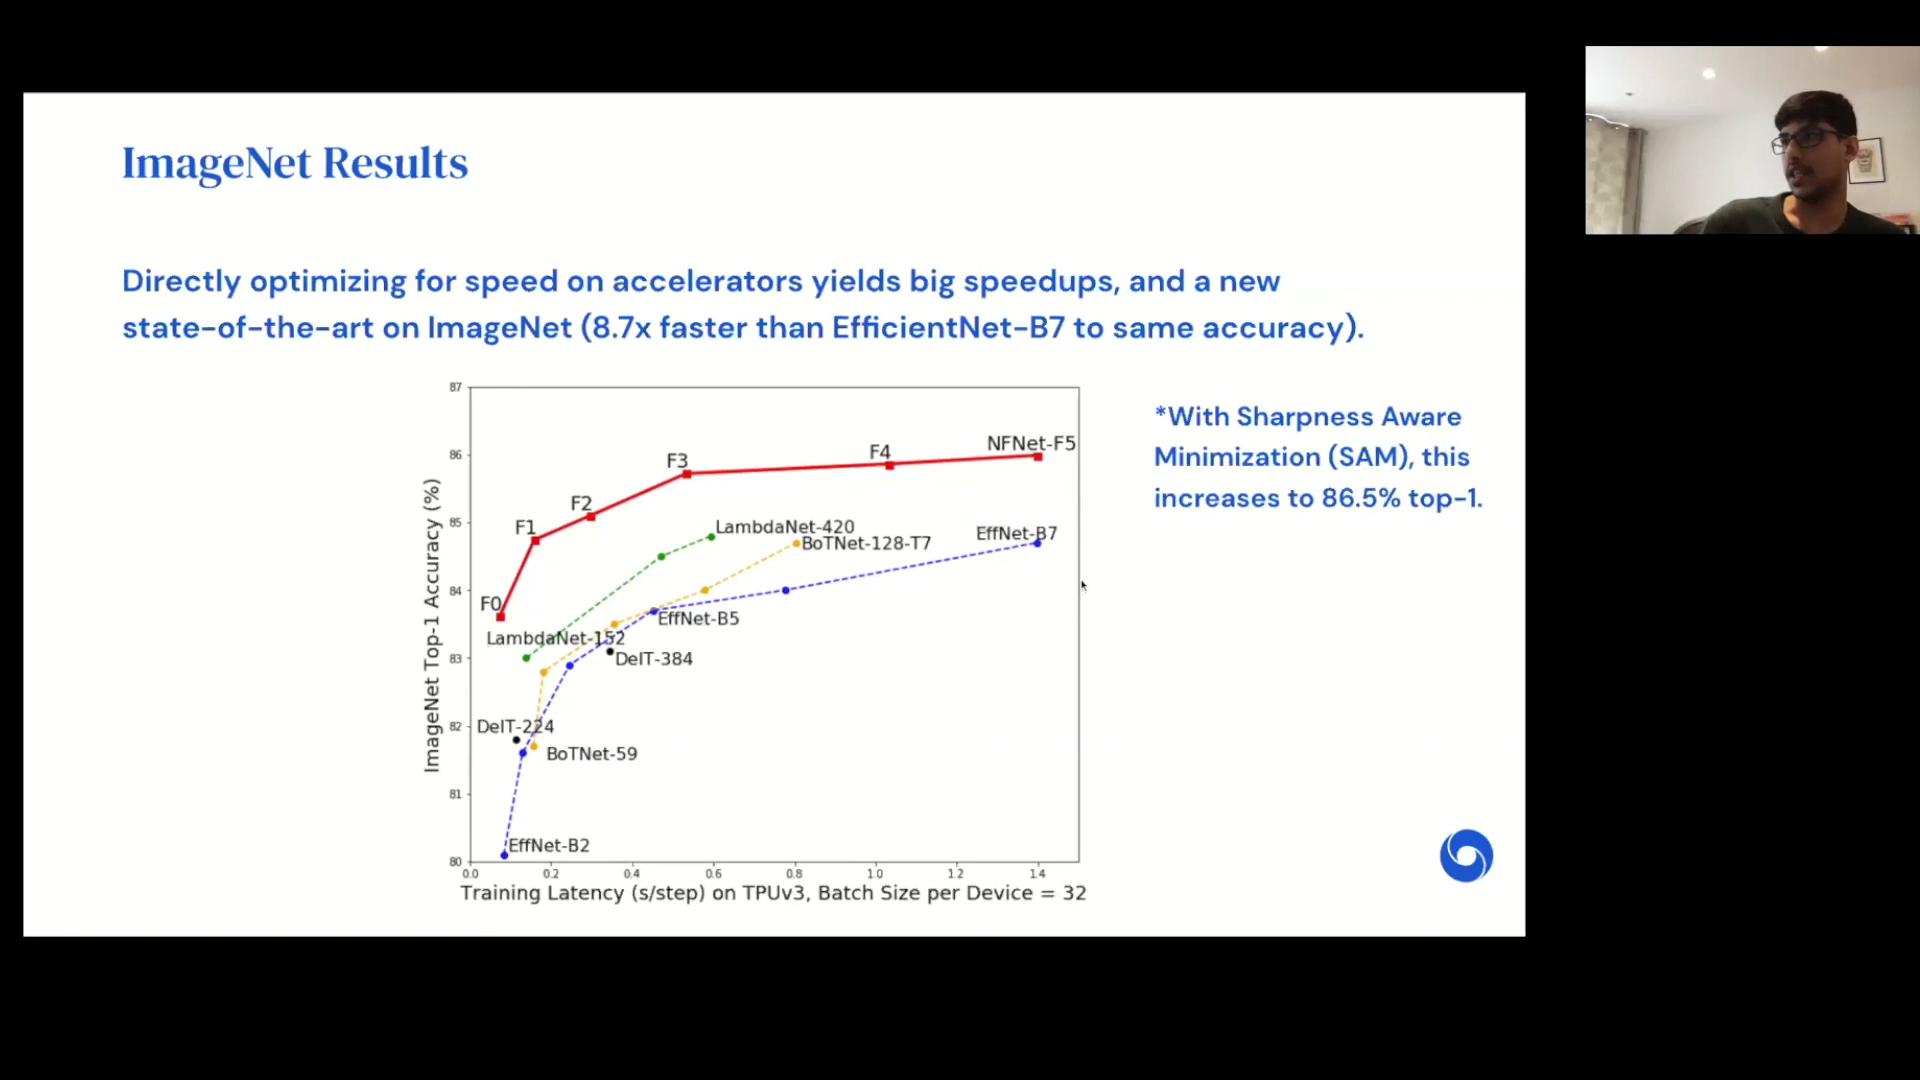 ImageNet Results
Directly optimizing for speed on accelerators yields big speedups, and a new
state-of-the-art on ImageNet (8.7x faster than EfficientNet-B7 to same accuracy).
*With Sharpness Aware
Minimization (SAM), this
increases to 86.5% top-1.
ImageNet Top-1 Accuracy (%)
87
86
85
84
83
82
81
80
NFNet-F5
F4
F3
F2
F1
F0
LambdaNet-420
BoTNet-128-T7
EffNet-B7
EffNet-B5
LambdaNet-152
DeIT-384
DeIT-224
BoTNet-59
EffNet-B2
0.0 0.2 0.4 0.6 0.8 1.0 1.2 1.4
Training Latency (s/step) on TPUv3, Batch Size per Device = 32